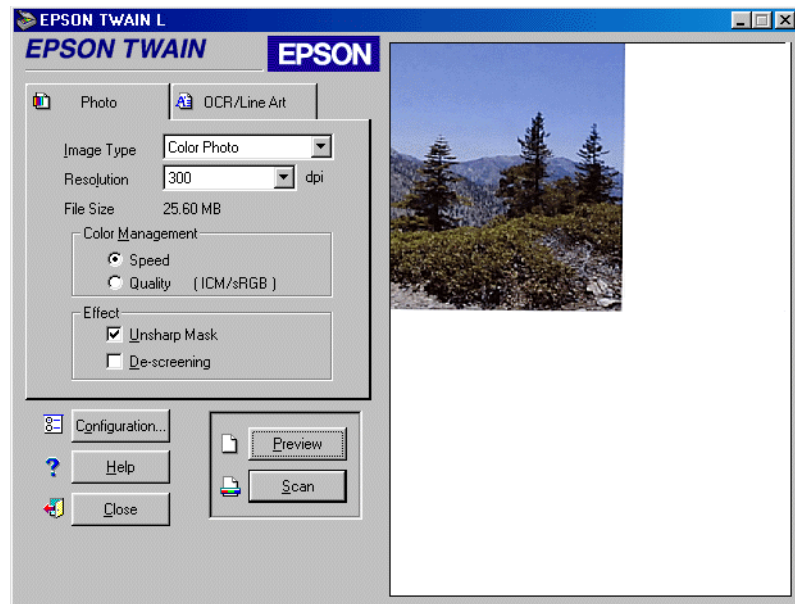 EPSON TWAIN L
EPSON TWAIN
EPSON
Photo
OCR/Line Art
Image Type Color Photo
Resolution 300 dpi
File Size 25.60 MB
Color Management
Speed
Quality (ICM/sRGB)
Effect
Unsharp Mask
De-screening
Configuration...
Help
Close
Preview
Scan